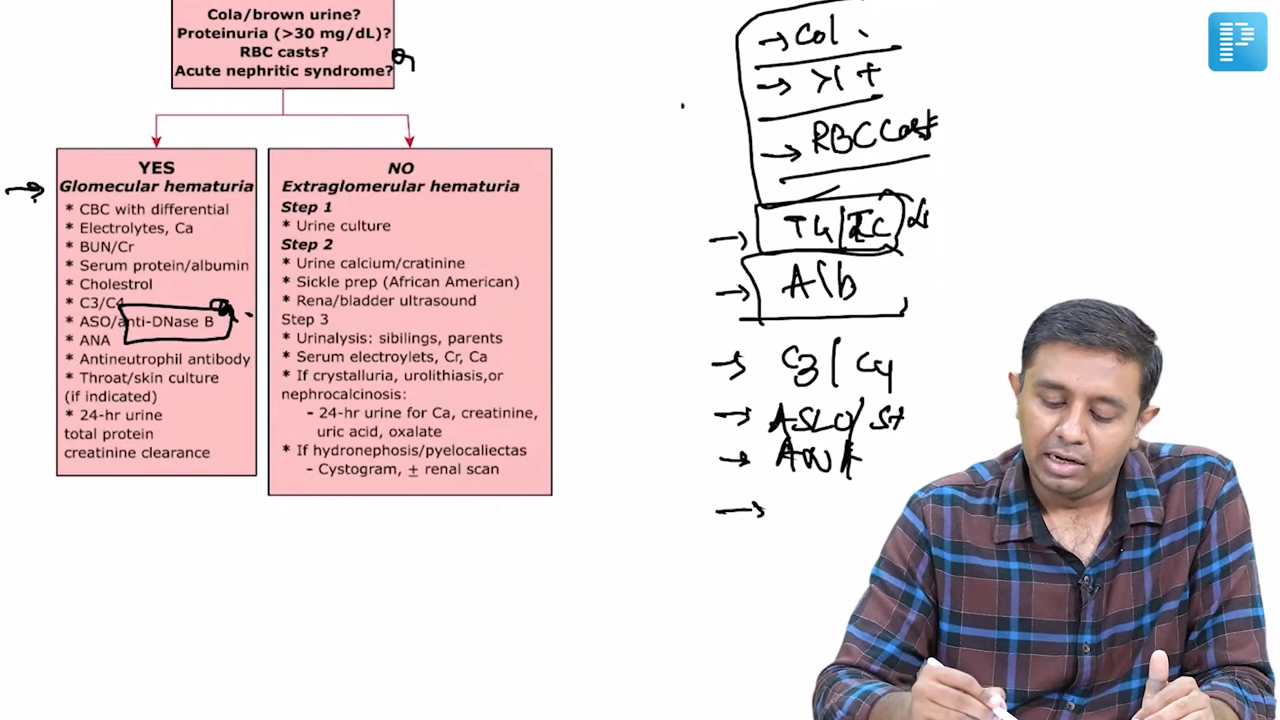 Cola/brown urine?
Proteinuria (>30 mg/dL)?
RBC casts?
Acute nephritic syndrome?
YES
Glomecular hematuria
* CBC with differential
* Electrolytes, Ca
* BUN/Cr
* Serum protein/albumin
* Cholestrol
* C3/C4
* ASO/anti-DNase B
* ANA
* Antineutrophil antibody
* Throat/skin culture
(if indicated)
* 24-hr urine
total protein
creatinine clearance
NO
Extraglomerular hematuria
Step 1
* Urine culture
Step 2
* Urine calcium/cratinine
* Sickle prep (African American)
* Rena/bladder ultrasound
Step 3
* Urinalysis: sibilings, parents
* Serum electroylets, Cr, Ca
* If crystalluria, urolithiasis,or
nephrocalcinosis:
- 24-hr urine for Ca, creatinine,
uric acid, oxalate
* If hydronephosis/pyelocaliectas
- Cystogram, ± renal scan
→ Col
→ >1 +
→ RBC Cast
→ Alb
→ C3 / C4
→ ASLO/ St
→ ANA
→
P